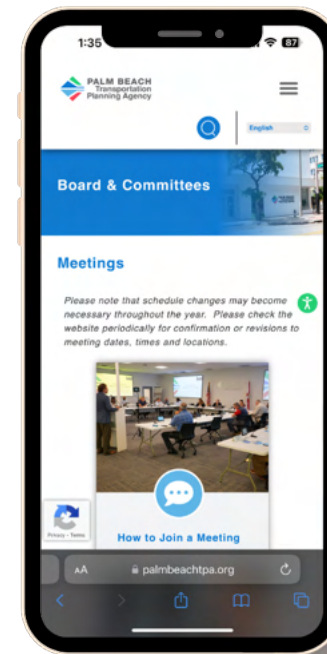 1:35
87
PALM BEACH
Transportation
Planning Agency
English
Board & Committees
Meetings
Please note that schedule changes may become
necessary throughout the year. Please check the
website periodically for confirmation or revisions to
meeting dates, times and locations.
How to Join a Meeting
Privacy - Terms
AA
palmbeachtpa.org